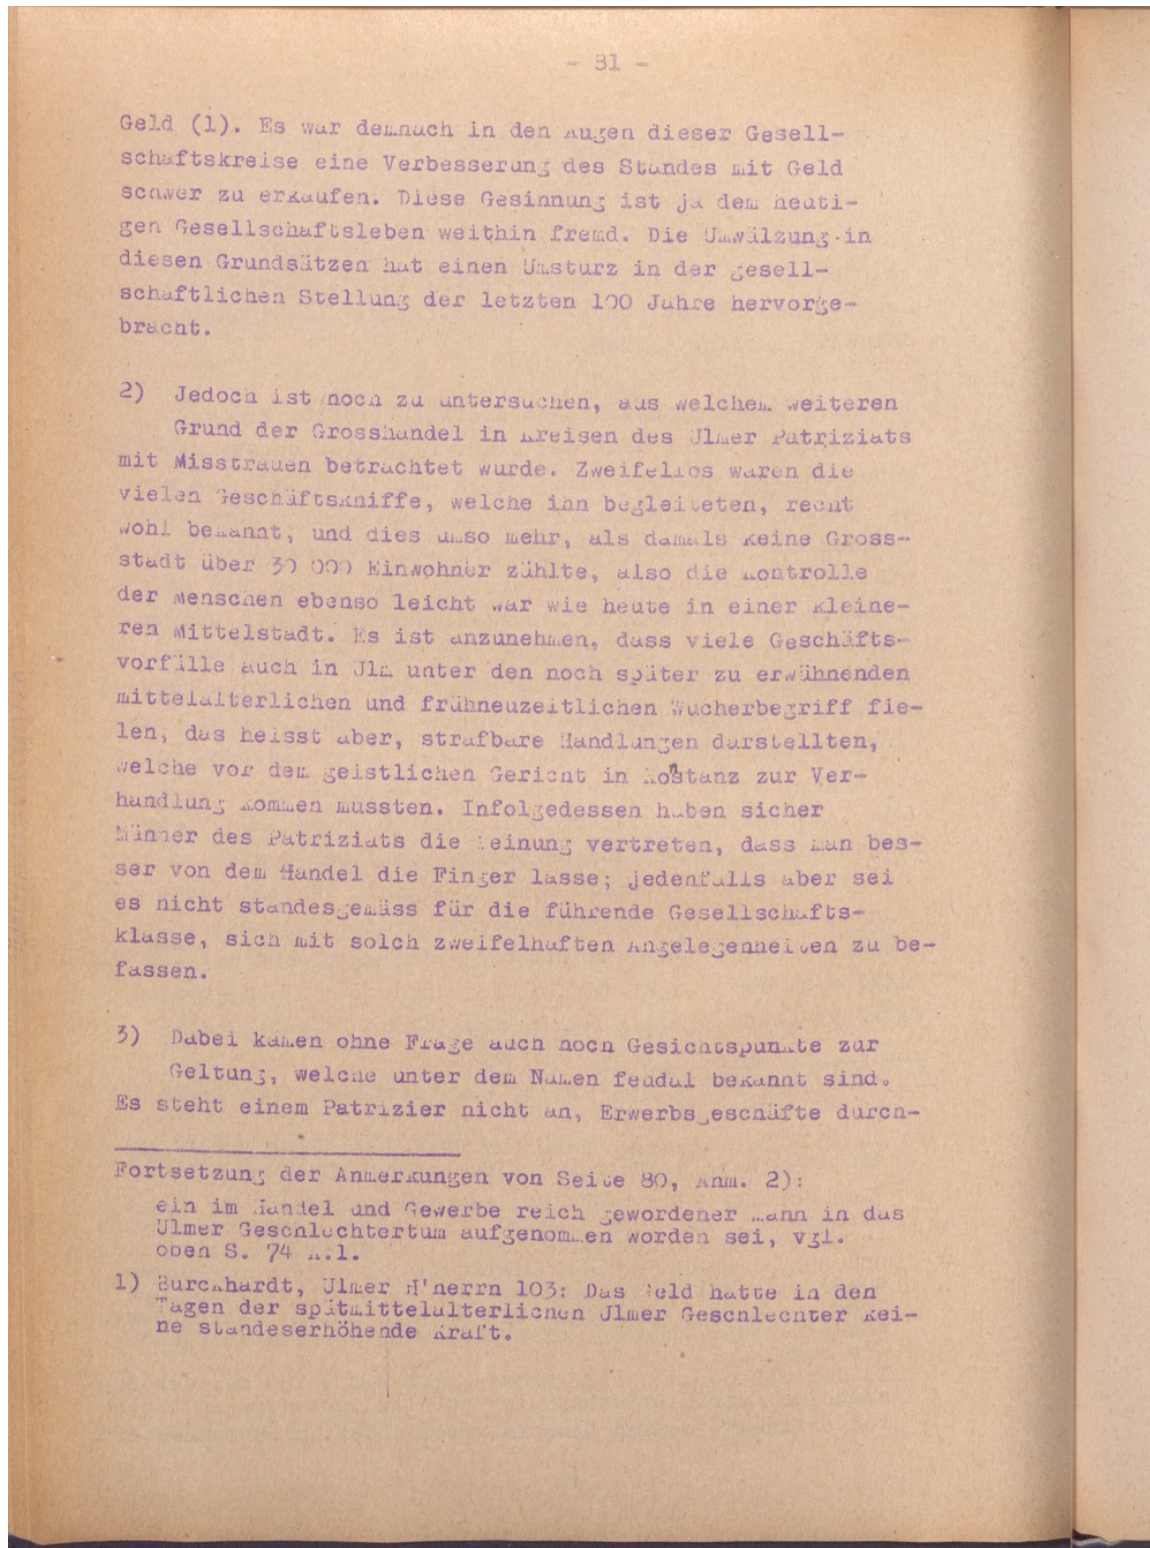 - 81 -
Geld (1). Es war demnach in den Augen dieser Gesell-
schaftskreise eine Verbesserung des Standes mit Geld
schwer zu erkaufen. Diese Gesinnung ist ja dem heuti-
gen Gesellschaftsleben weithin fremd. Die Umwälzung in
diesen Grundsätzen hat einen Umsturz in der gesell-
schaftlichen Stellung der letzten 100 Jahre hervorge-
bracht.
2) Jedoch ist noch zu untersuchen, aus welchem weiteren
Grund der Grosshandel in Kreisen des Ulmer Patriziats
mit Misstrauen betrachtet wurde. Zweifellos waren die
vielen Geschäftskniffe, welche ihn begleiteten, recht
wohl bekannt, und dies umso mehr, als damals keine Gross-
stadt über 30 000 Einwohner zählte, also die Kontrolle
der Menschen ebenso leicht war wie heute in einer kleine-
ren Mittelstadt. Es ist anzunehmen, dass viele Geschäfts-
vorfälle auch in Ulm unter den noch später zu erwähnenden
mittelalterlichen und frühneuzeitlichen Wucherbegriff fie-
len, das heisst aber, strafbare Handlungen darstellten,
welche vor dem geistlichen Gericht in Konstanz zur Ver-
handlung kommen mussten. Infolgedessen haben sicher
Männer des Patriziats die Meinung vertreten, dass man bes-
ser von dem Handel die Finger lasse; jedenfalls aber sei
es nicht standesgemäss für die führende Gesellschafts-
klasse, sich mit solch zweifelhaften Angelegenheiten zu be-
fassen.
3) Dabei kamen ohne Frage auch noch Gesichtspunkte zur
Geltung, welche unter dem Namen feudal bekannt sind.
Es steht einem Patrizier nicht an, Erwerbsgeschäfte durch-
Fortsetzung der Anmerkungen von Seite 80, Anm. 2):
ein im Handel und Gewerbe reich gewordener Mann in das
Ulmer Geschlechtertum aufgenommen worden sei, vgl.
oben S. 74 A.1.
1) Burckhardt, Ulmer H'herrn 103: Das Geld hatte in den
Tagen der spätmittelalterlichen Ulmer Geschlechter kei-
ne standeserhöhende Kraft.